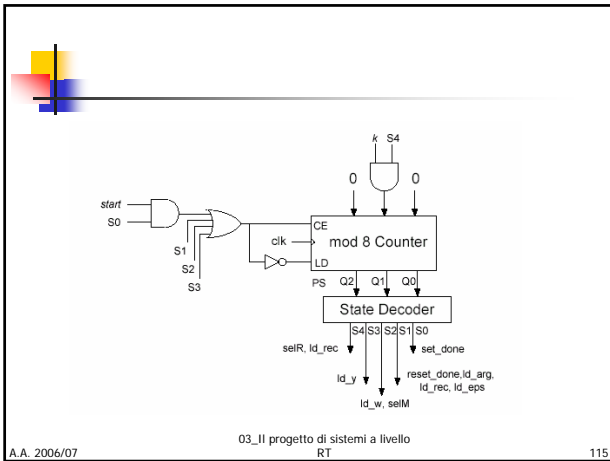 k S4
0 0
start
S0
S1
S2
S3
CE
clk
mod 8 Counter
LD
PS Q2 Q1 Q0
State Decoder
S4 S3 S2 S1 S0
selR, ld_rec
set_done
ld_y
reset_done,ld_arg,
ld_rec, ld_eps
ld_w, selM
03_Il progetto di sistemi a livello
RT
A.A. 2006/07
115